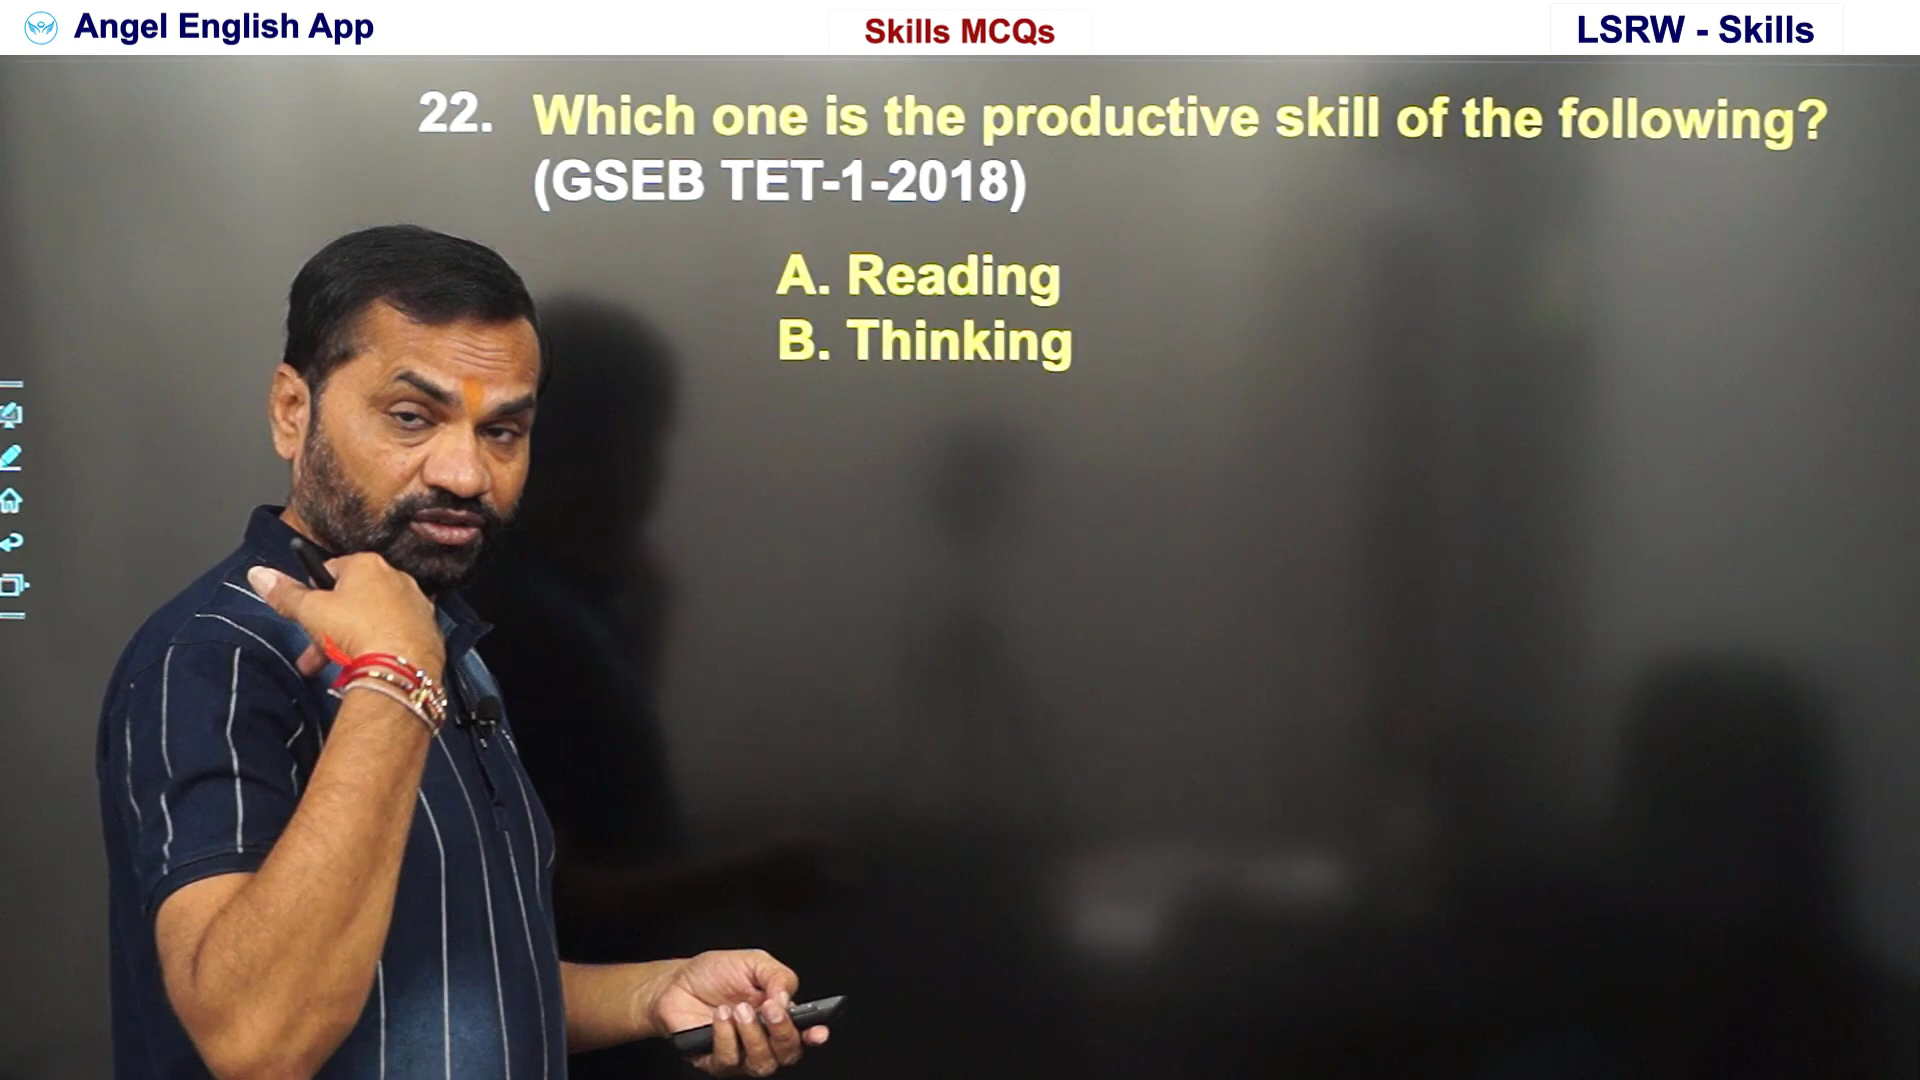 Angel English App
Skills MCQs
LSRW - Skills
22. Which one is the productive skill of the following?
(GSEB TET-1-2018)
A. Reading
B. Thinking